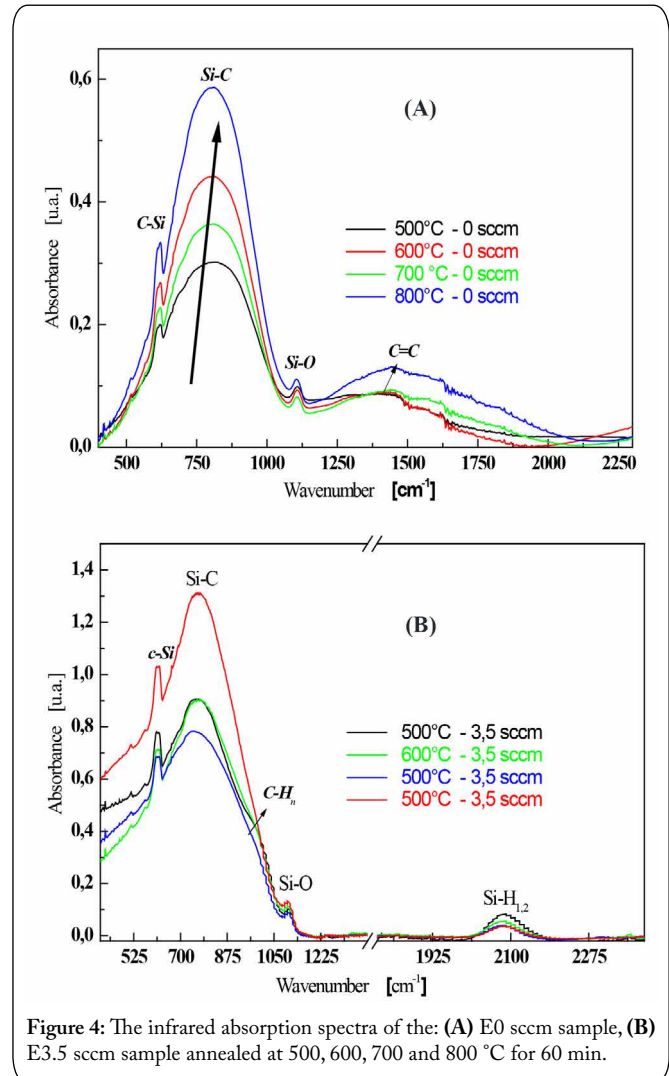 Si-C
(A)
C-Si
500°C - 0 sccm
600°C - 0 sccm
700 °C - 0 sccm
800°C - 0 sccm
Si-O
C=C
0,6
0,4
0,2
0,0
Absorbance [u.a.]
500 750 1000 1250 1500 1750 2000 2250
Wavenumber [cm-1]
Si-C
(B)
c-Si
500°C - 3,5 sccm
600°C - 3,5 sccm
500°C - 3,5 sccm
500°C - 3,5 sccm
C-Hn
Si-O
Si-H1,2
1,4
1,2
1,0
0,8
0,6
0,4
0,2
0,0
Absorbance [u.a.]
525 700 875 1050 1225 1925 2100 2275
Wavenumber [cm-1]
Figure 4: The infrared absorption spectra of the: (A) E0 sccm sample, (B)
E3.5 sccm sample annealed at 500, 600, 700 and 800 °C for 60 min.